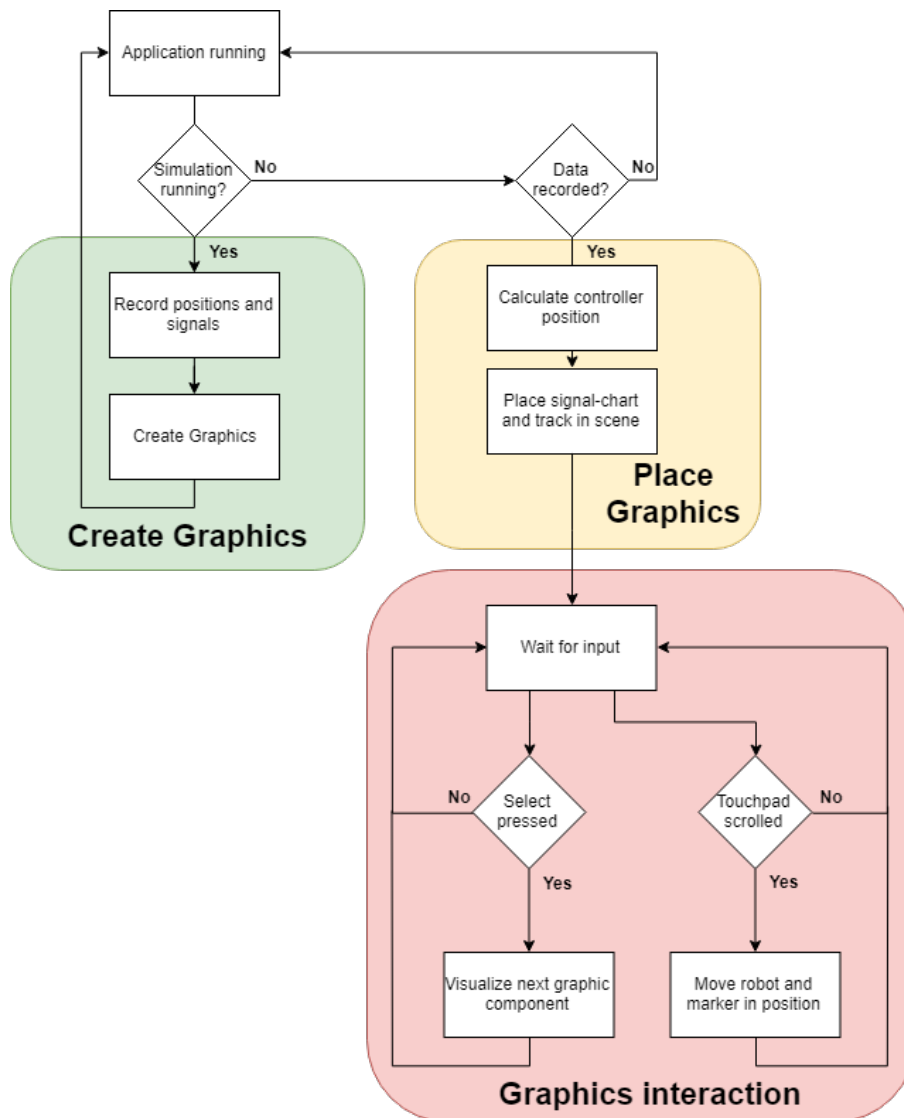 Application running
Simulation
running?
No
Data
recorded?
No
Yes
Yes
Record positions and
signals
Calculate controller
position
Create Graphics
Place signal-chart
and track in scene
Create Graphics
Place
Graphics
Wait for input
No
Select
pressed
Touchpad
scrolled
No
Yes
Yes
Visualize next graphic
component
Move robot and
marker in position
Graphics interaction